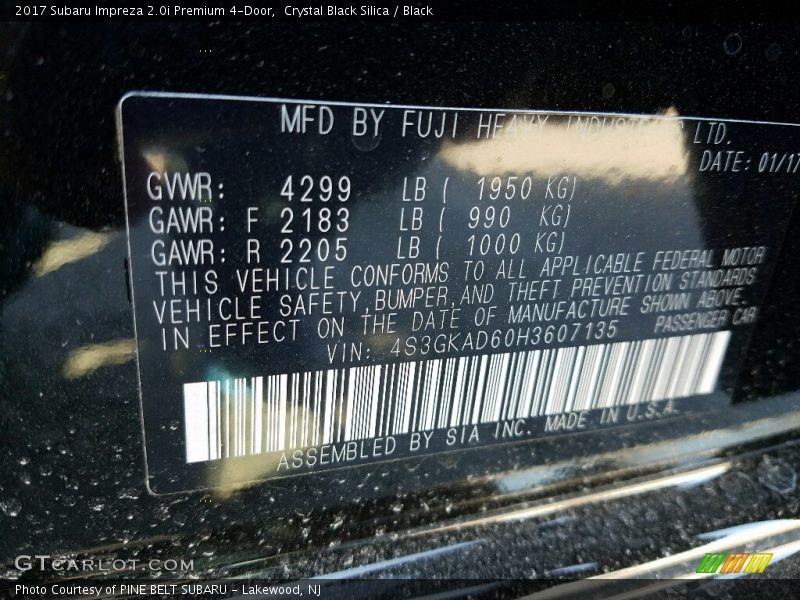 2017 Subaru Impreza 2.0i Premium 4-Door, Crystal Black Silica / Black
MFD BY FUJI HEAVY INDUSTRIES LTD.
DATE: 01/17
GVWR: 4299 LB ( 1950 KG)
GAWR: F 2183 LB ( 990 KG)
GAWR: R 2205 LB ( 1000 KG)
THIS VEHICLE CONFORMS TO ALL APPLICABLE FEDERAL MOTOR
VEHICLE SAFETY, BUMPER, AND THEFT PREVENTION STANDARDS
IN EFFECT ON THE DATE OF MANUFACTURE SHOWN ABOVE.
VIN: 4S3GKAD60H3607135 PASSENGER CAR
ASSEMBLED BY SIA INC. MADE IN U.S.A.
GTCARLOT.COM
Photo Courtesy of PINE BELT SUBARU - Lakewood, NJ